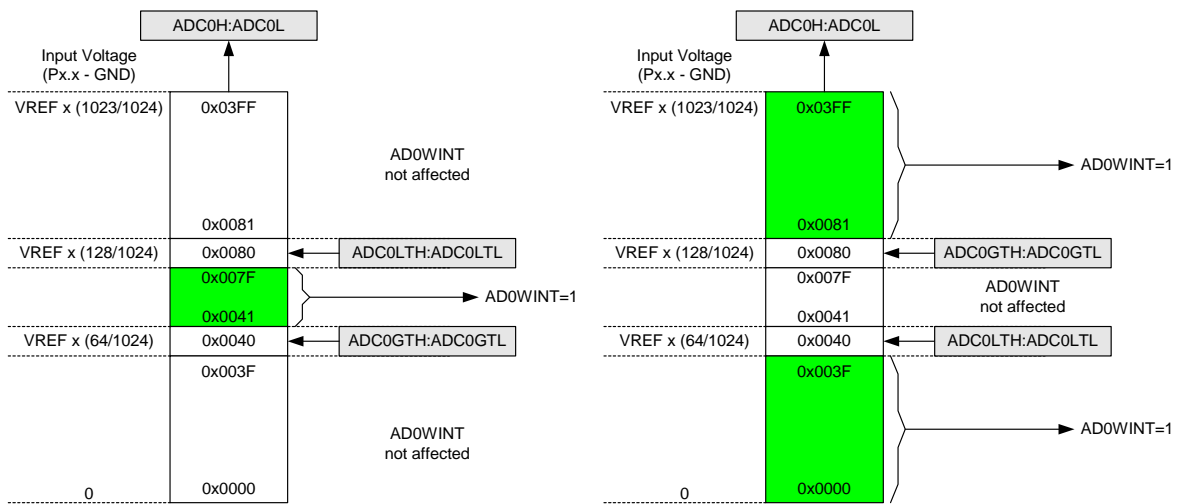 ADC0H:ADC0L
Input Voltage
(Px.x - GND)
VREF x (1023/1024)
0x03FF
AD0WINT
not affected
0x0081
VREF x (128/1024)
0x0080
ADC0LTH:ADC0LTL
0x007F
AD0WINT=1
0x0041
VREF x (64/1024)
0x0040
ADC0GTH:ADC0GTL
0x003F
AD0WINT
not affected
0
0x0000
ADC0H:ADC0L
Input Voltage
(Px.x - GND)
VREF x (1023/1024)
0x03FF
AD0WINT=1
0x0081
VREF x (128/1024)
0x0080
ADC0GTH:ADC0GTL
0x007F
AD0WINT
not affected
0x0041
VREF x (64/1024)
0x0040
ADC0LTH:ADC0LTL
0x003F
AD0WINT=1
0
0x0000